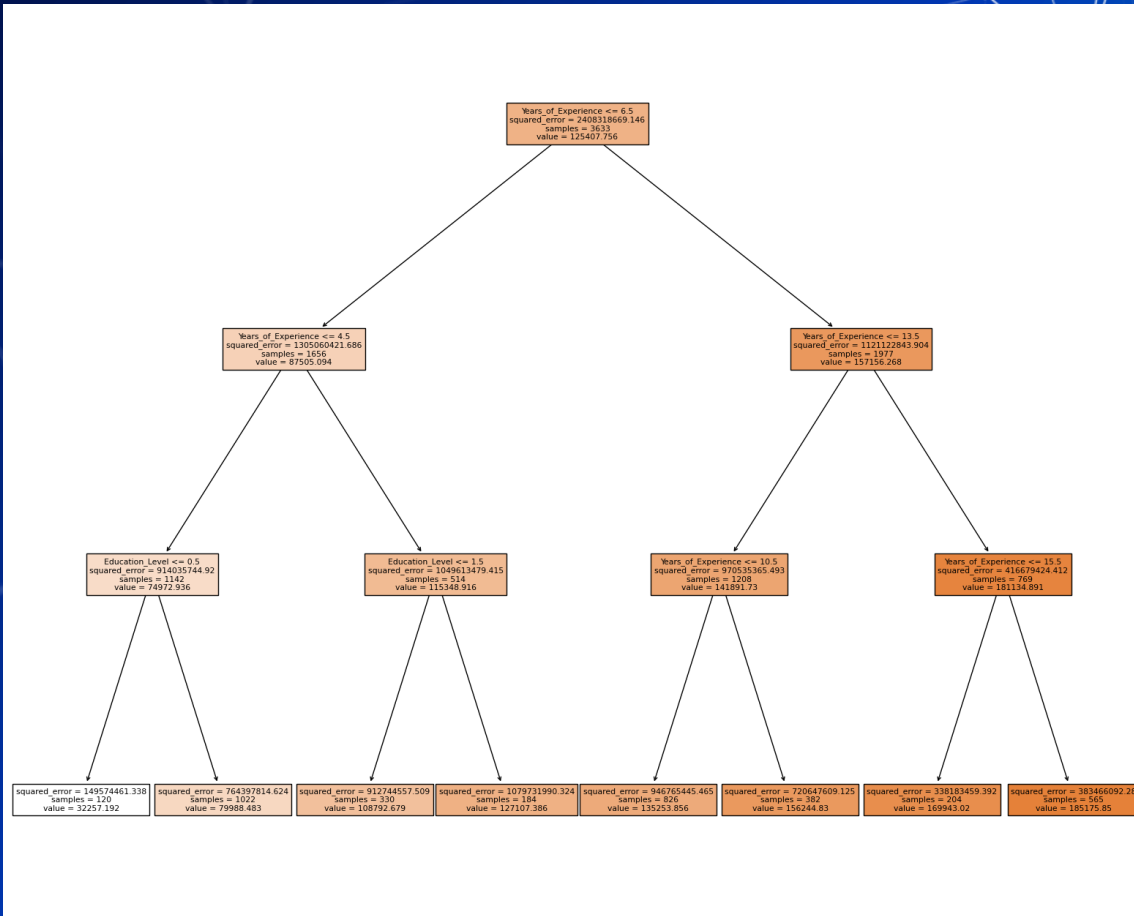 Years_of_Experience <= 6.5
squared_error = 2408318669.146
samples = 3633
value = 125407.756
Years_of_Experience <= 4.5
squared_error = 1305060421.686
samples = 1656
value = 87505.094
Years_of_Experience <= 13.5
squared_error = 1121122843.904
samples = 1977
value = 157156.268
Education_Level <= 0.5
squared_error = 914035744.92
samples = 1142
value = 74972.936
Education_Level <= 1.5
squared_error = 1049613479.415
samples = 514
value = 115348.916
Years_of_Experience <= 10.5
squared_error = 970535365.493
samples = 1208
value = 141891.73
Years_of_Experience <= 15.5
squared_error = 416679424.412
samples = 769
value = 181134.891
squared_error = 149574461.338
samples = 120
value = 32257.192
squared_error = 764397814.624
samples = 1022
value = 79988.483
squared_error = 912744557.509
samples = 330
value = 108792.679
squared_error = 1079731990.324
samples = 184
value = 127107.386
squared_error = 946765445.465
samples = 826
value = 135253.856
squared_error = 720647609.125
samples = 382
value = 156244.83
squared_error = 338183459.392
samples = 204
value = 169943.02
squared_error = 383466092.28
samples = 565
value = 185175.85